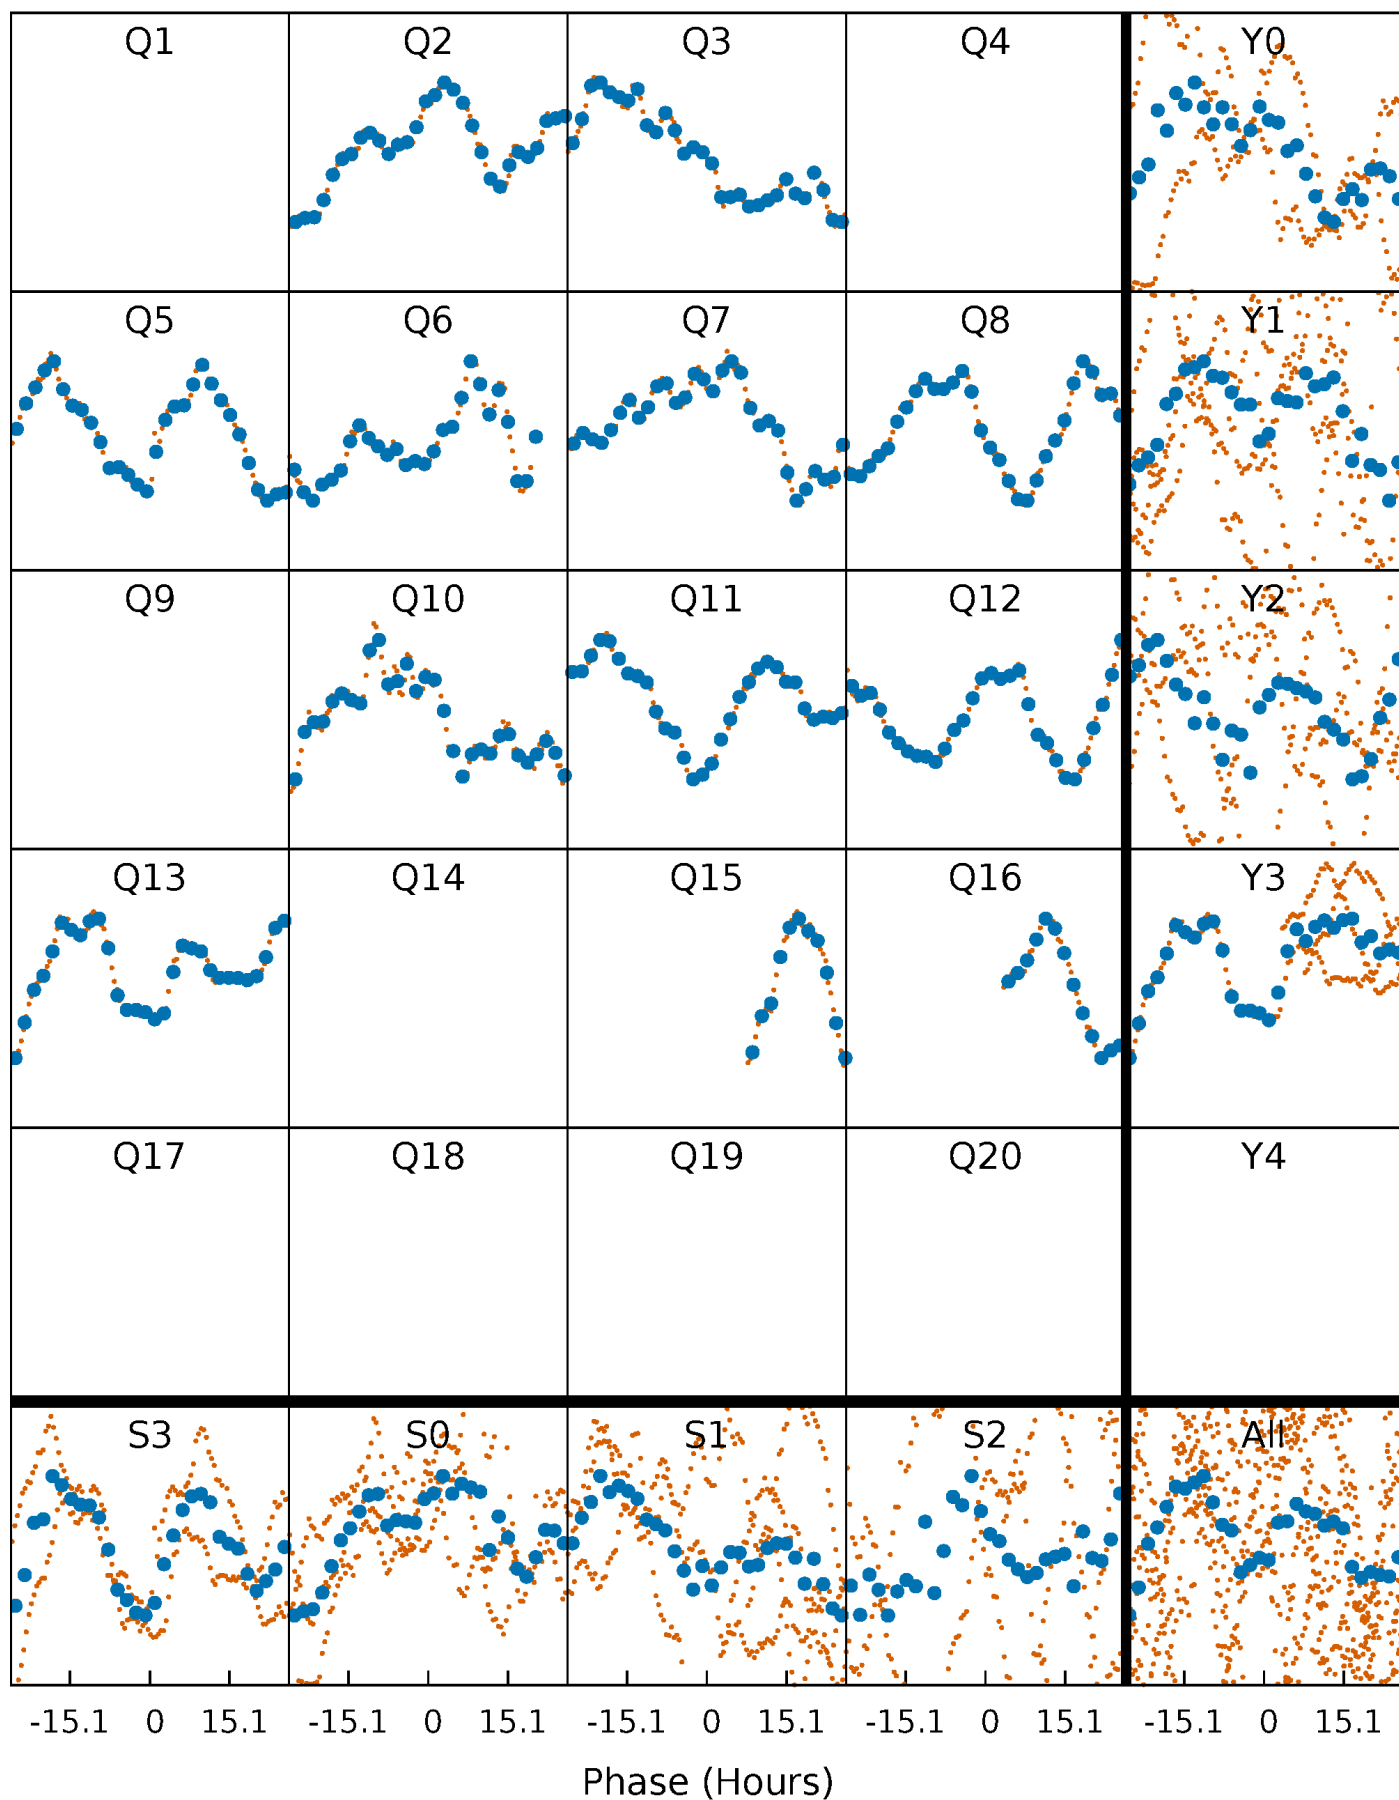 Q1 Q2 Q3 Q4 Y0
Q5 Q6 Q7 Q8 Y1
Q9 Q10 Q11 Q12 Y2
Q13 Q14 Q15 Q16 Y3
Q17 Q18 Q19 Q20 Y4
S3 S0 S1 S2 All
-15.1 0 15.1 -15.1 0 15.1 -15.1 0 15.1 -15.1 0 15.1 -15.1 0 15.1
Phase (Hours)